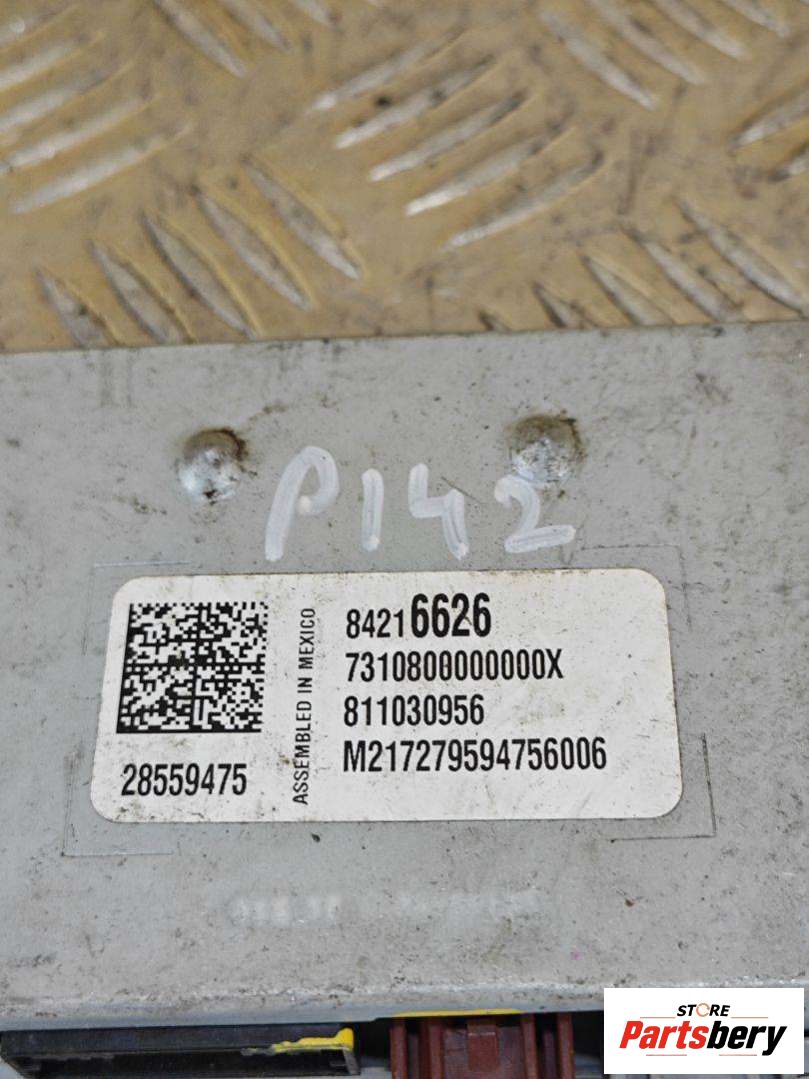 P142
84216626
7310800000000X
811030956
M217279594756006
28559475
ASSEMBLED IN MEXICO
STORE
Partsbery